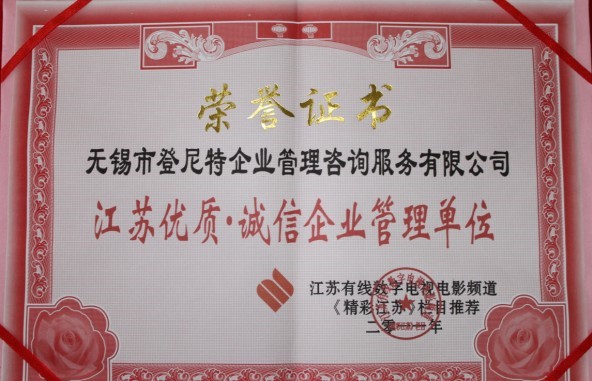 荣誉证书
无锡市登尼特企业管理咨询服务有限公司
江苏优质·诚信企业管理单位
江苏有线数字电视电影频道
《精彩江苏》栏目推荐
二零 年